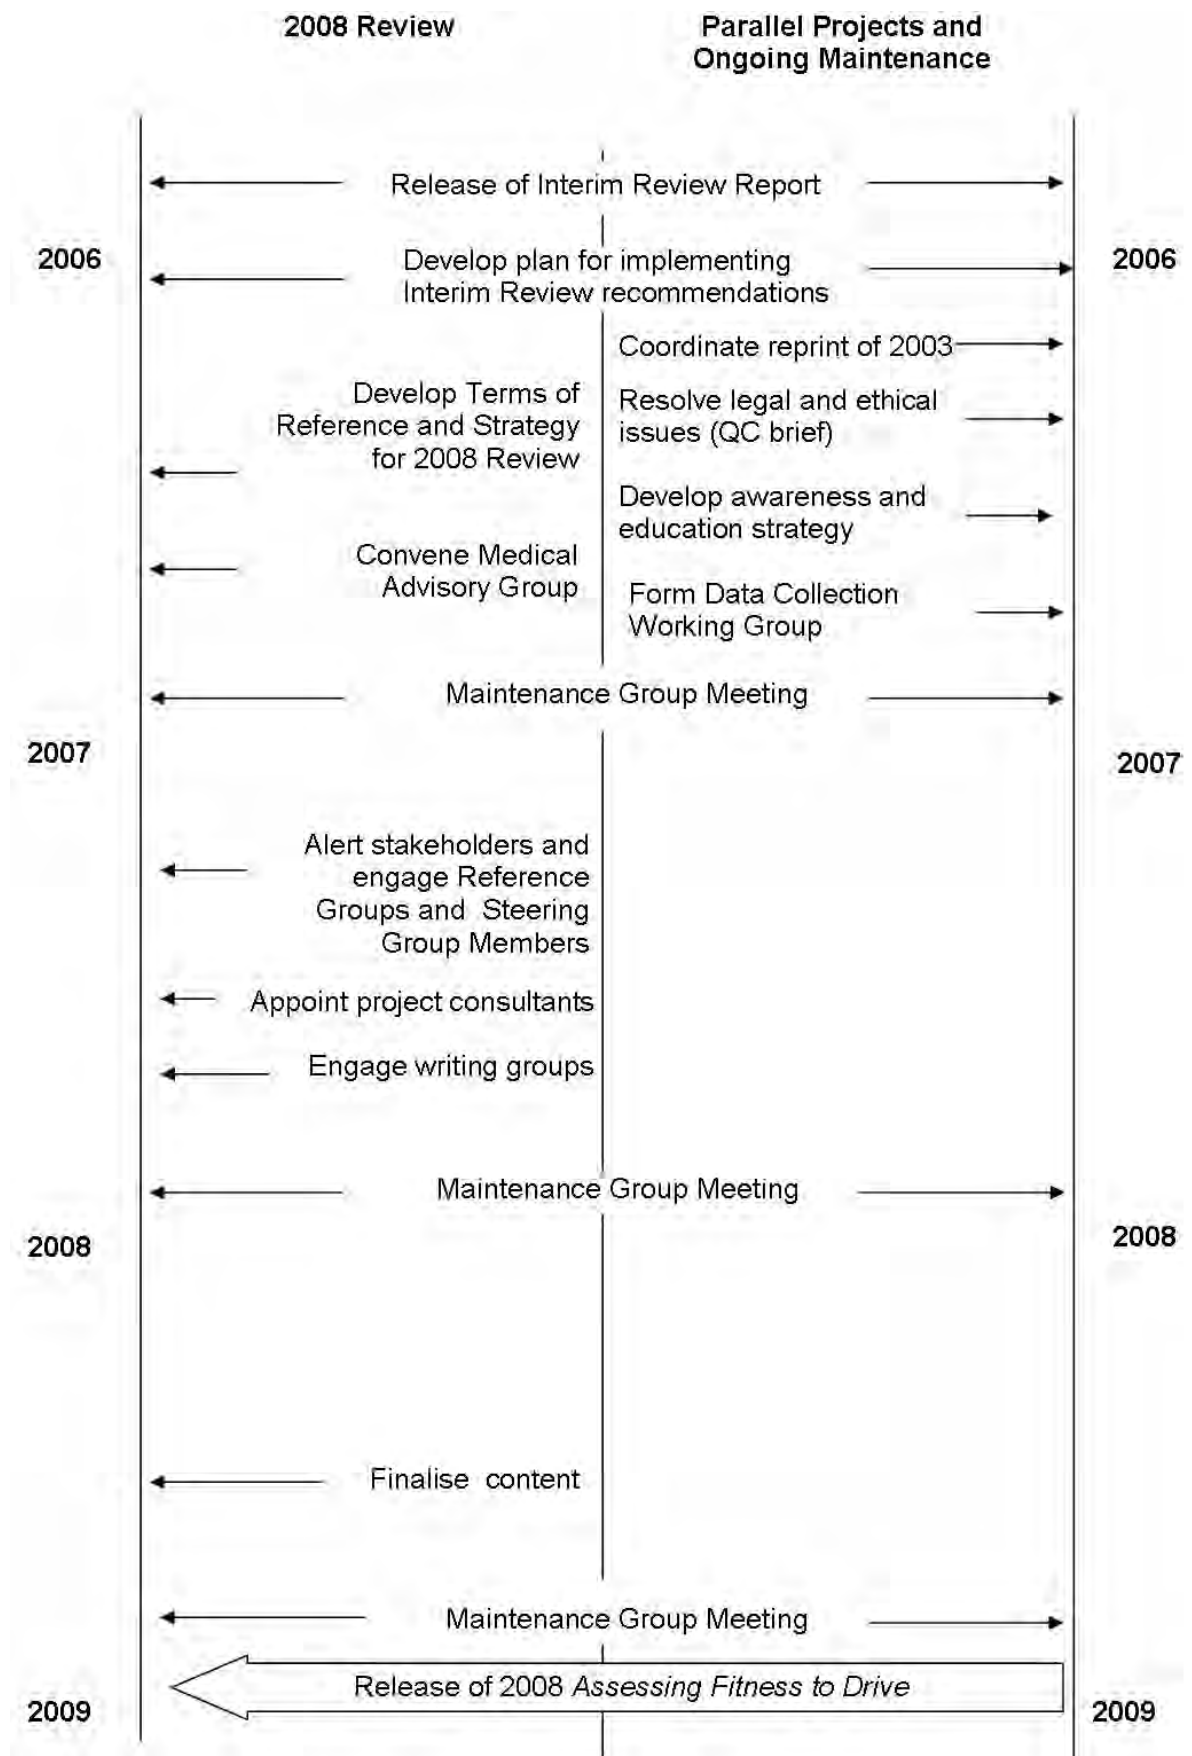 2008 Review
Parallel Projects and
Ongoing Maintenance
Release of Interim Review Report
2006
2006
Develop plan for implementing
Interim Review recommendations
Coordinate reprint of 2003
Develop Terms of
Reference and Strategy
for 2008 Review
Resolve legal and ethical
issues (QC brief)
Develop awareness and
education strategy
Convene Medical
Advisory Group
Form Data Collection
Working Group
Maintenance Group Meeting
2007
2007
Alert stakeholders and
engage Reference
Groups and  Steering
Group Members
Appoint project consultants
Engage writing groups
Maintenance Group Meeting
2008
2008
Finalise  content
Maintenance Group Meeting
Release of 2008 Assessing Fitness to Drive
2009
2009